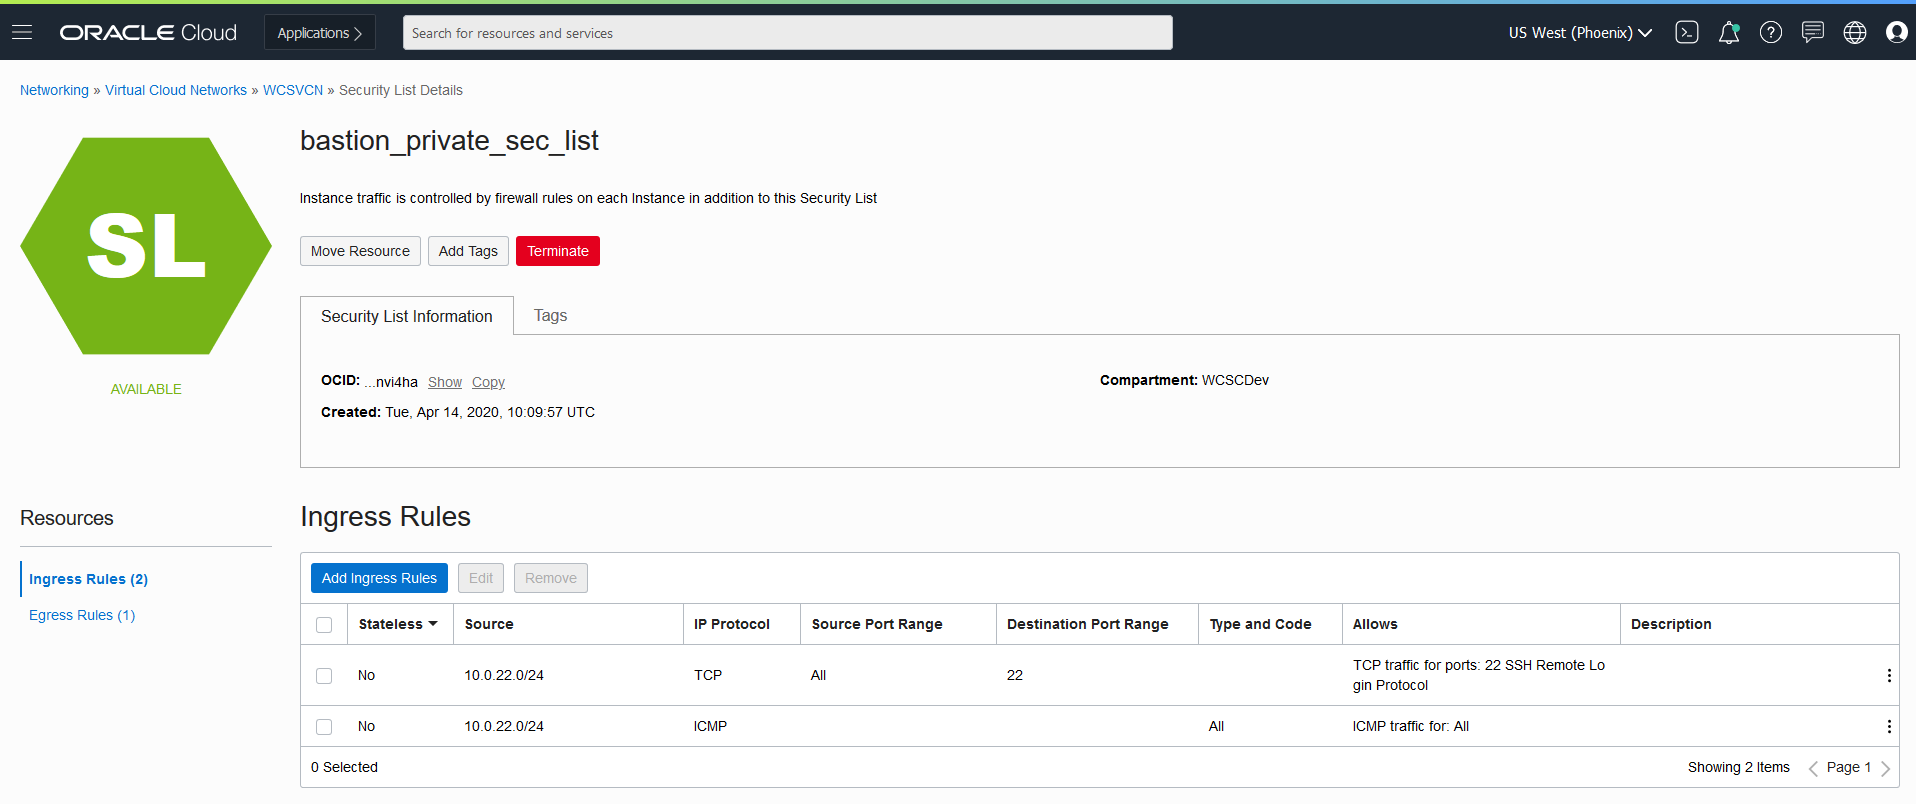 ORACLE Cloud
Applications
Search for resources and services
US West (Phoenix)
Networking » Virtual Cloud Networks » WCSVCN » Security List Details
SL
AVAILABLE
bastion_private_sec_list
Instance traffic is controlled by firewall rules on each Instance in addition to this Security List
Move Resource Add Tags Terminate
Security List Information Tags
OCID: ...nvi4ha Show Copy
Compartment: WCSCDev
Created: Tue, Apr 14, 2020, 10:09:57 UTC
Resources
Ingress Rules (2)
Egress Rules (1)
Ingress Rules
Add Ingress Rules Edit Remove
Stateless Source IP Protocol Source Port Range Destination Port Range Type and Code Allows Description
No 10.0.22.0/24 TCP All 22 TCP traffic for ports: 22 SSH Remote Lo
gin Protocol
No 10.0.22.0/24 ICMP All ICMP traffic for: All
0 Selected
Showing 2 Items Page 1